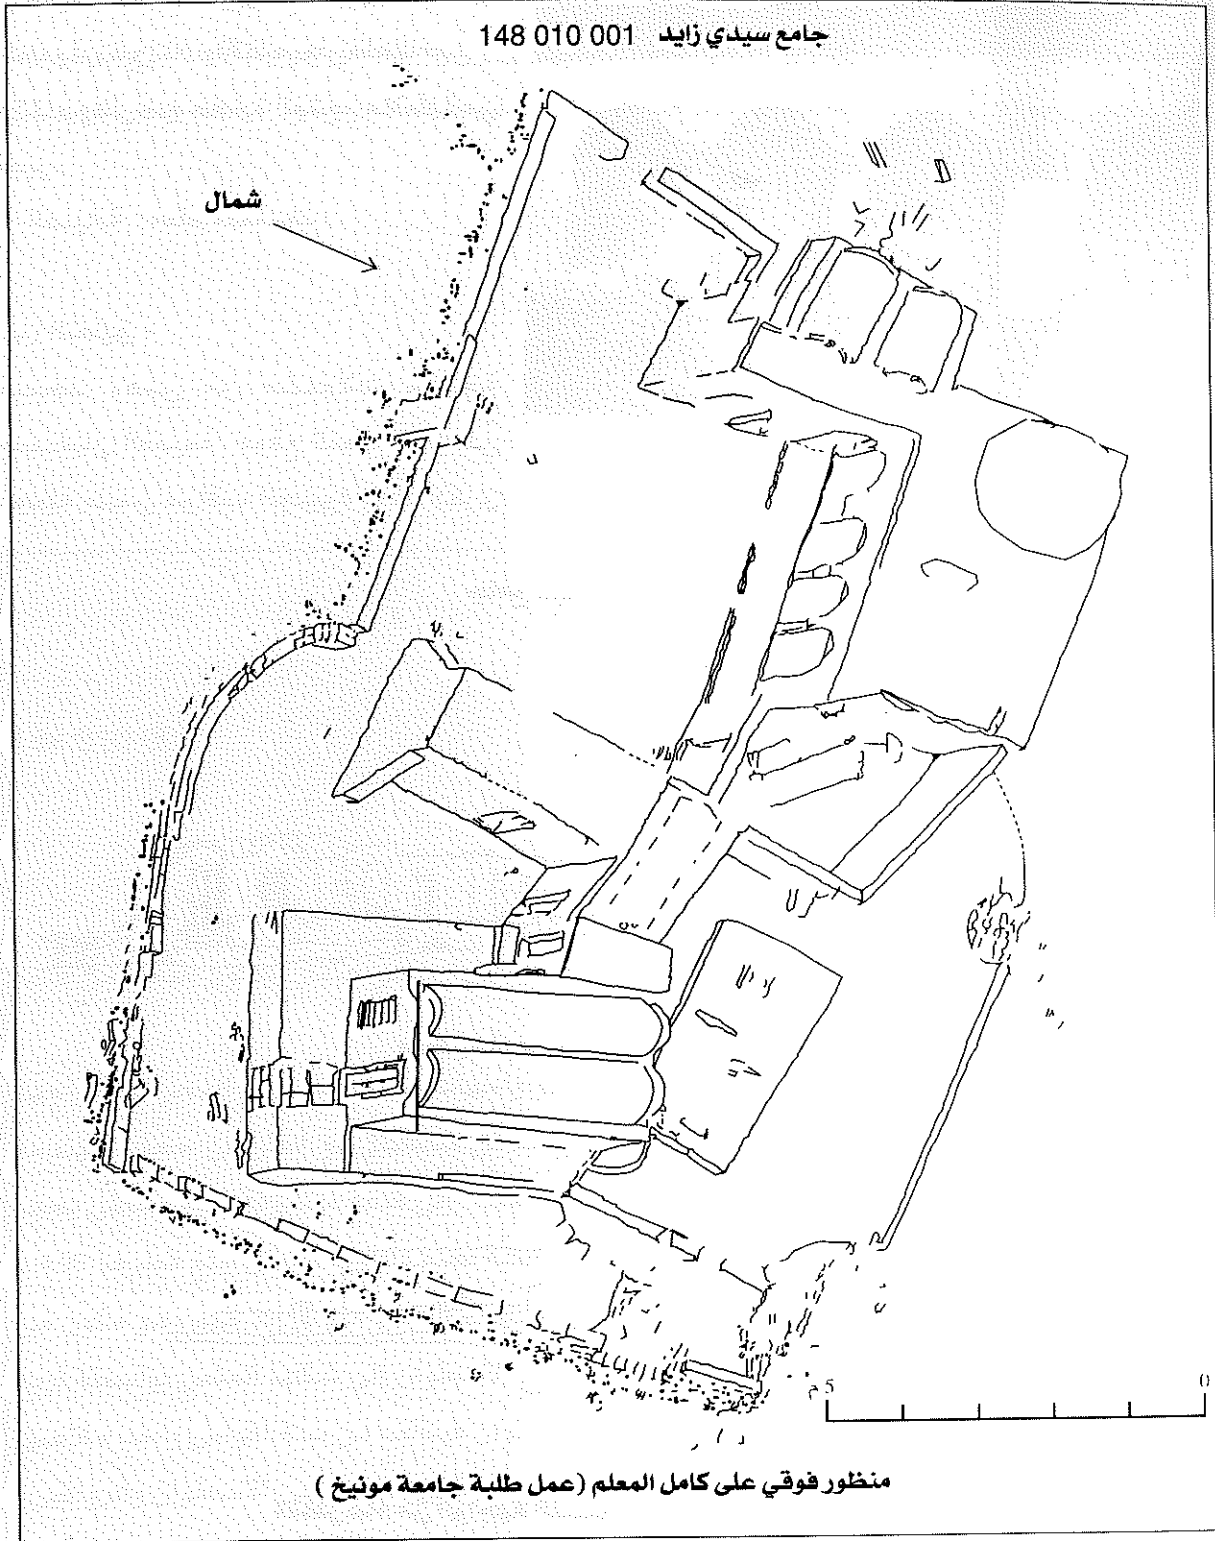 جامع سيدي زايد 148 010 001
شمال
5 م
0
منظور فوقي على كامل المعلم (عمل طلبة جامعة مونيخ)